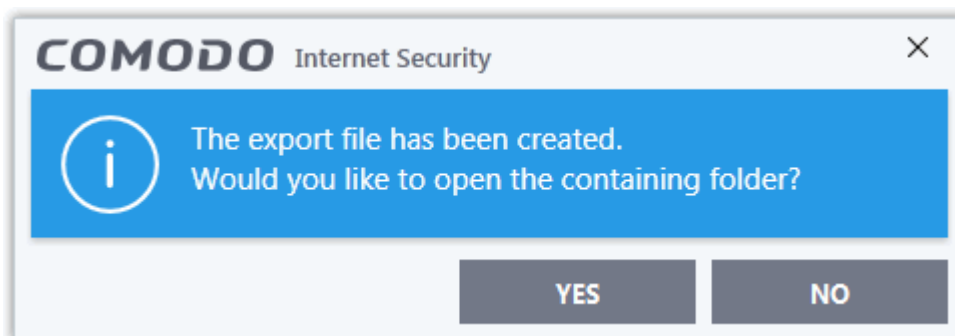 COMODO Internet Security
The export file has been created.
Would you like to open the containing folder?
YES NO